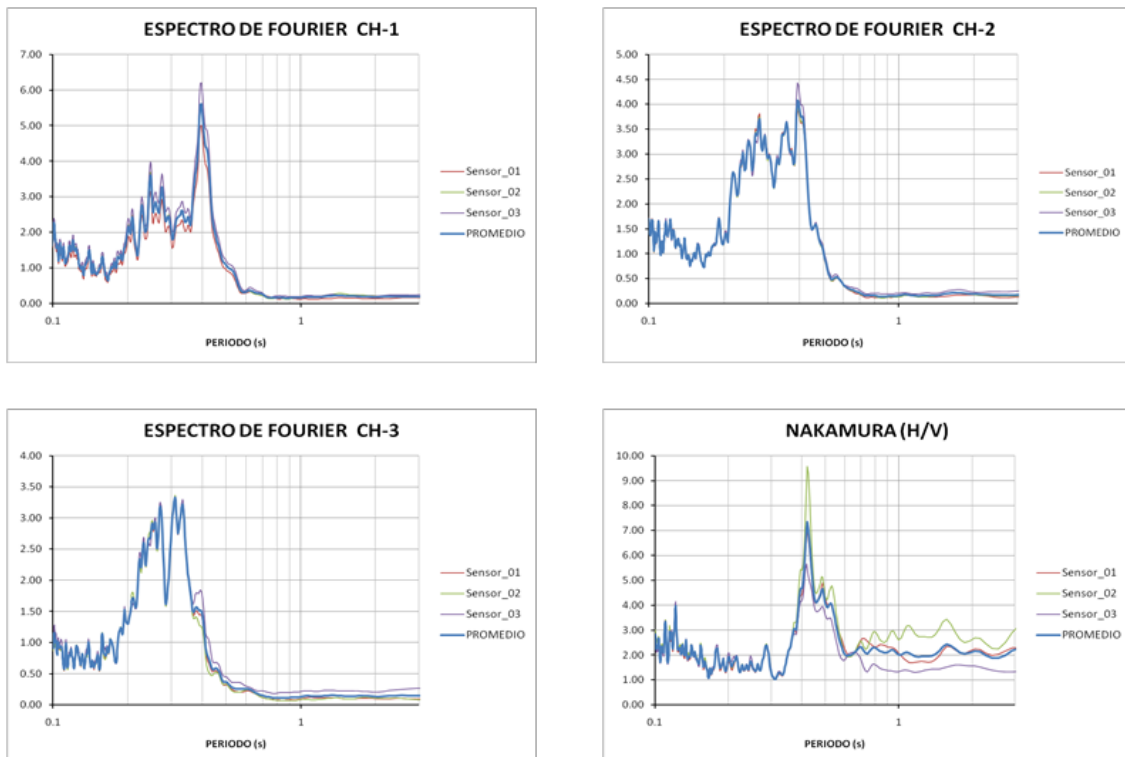 ESPECTRO DE FOURIER CH-1
7.00
6.00
5.00
4.00
3.00
2.00
1.00
0.00
0.1
1
PERIODO (s)
Sensor_01
Sensor_02
Sensor_03
PROMEDIO
ESPECTRO DE FOURIER CH-2
5.00
4.50
4.00
3.50
3.00
2.50
2.00
1.50
1.00
0.50
0.00
0.1
1
PERIODO (s)
Sensor_01
Sensor_02
Sensor_03
PROMEDIO
ESPECTRO DE FOURIER CH-3
4.00
3.50
3.00
2.50
2.00
1.50
1.00
0.50
0.00
0.1
1
PERIODO (s)
Sensor_01
Sensor_02
Sensor_03
PROMEDIO
NAKAMURA (H/V)
10.00
9.00
8.00
7.00
6.00
5.00
4.00
3.00
2.00
1.00
0.00
0.1
1
PERIODO (s)
Sensor_01
Sensor_02
Sensor_03
PROMEDIO